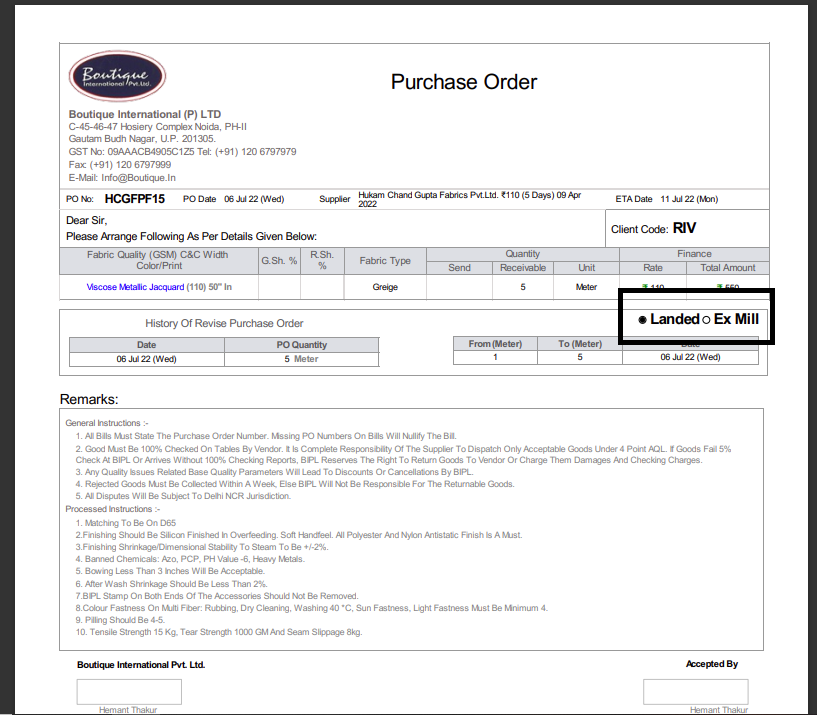 Boutique
International (Pvt. Ltd.)
Purchase Order
Boutique International (P) LTD
C-45-46-47 Hosiery Complex Noida, PH-II
Gautam Budh Nagar, U.P. 201305.
GST No: 09AAACB4905C1Z5 Tel: (+91) 120 6797979
Fax: (+91) 120 6797999
E-Mail: Info@Boutique.In
PO No: HCGFPF15 PO Date 06 Jul 22 (Wed) Supplier Hukam Chand Gupta Fabrics Pvt.Ltd. ₹110 (5 Days) 09 Apr 2022 ETA Date 11 Jul 22 (Mon)
Dear Sir,
Please Arrange Following As Per Details Given Below:
Client Code: RIV
Fabric Quality (GSM) C&C Width Color/Print G.Sh. % R.Sh. % Fabric Type Quantity Finance
Send Receivable Unit Rate Total Amount
Viscose Metallic Jacquard (110) 50" In Greige 5 Meter ₹ 110 ₹ 550
Landed Ex Mill
History Of Revise Purchase Order
Date PO Quantity
06 Jul 22 (Wed) 5 Meter
From (Meter) To (Meter) Date
1 5 06 Jul 22 (Wed)
Remarks:
General Instructions :-
1. All Bills Must State The Purchase Order Number. Missing PO Numbers On Bills Will Nullify The Bill.
2. Good Must Be 100% Checked On Tables By Vendor. It Is Complete Responsibility Of The Supplier To Dispatch Only Acceptable Goods Under 4 Point AQL. If Goods Fail 5%
Check At BIPL Or Arrives Without 100% Checking Reports, BIPL Reserves The Right To Return Goods To Vendor Or Charge Them Damages And Checking Charges.
3. Any Quality Issues Related Base Quality Parameters Will Lead To Discounts Or Cancellations By BIPL.
4. Rejected Goods Must Be Collected Within A Week, Else BIPL Will Not Be Responsible For The Returnable Goods.
5. All Disputes Will Be Subject To Delhi NCR Jurisdiction.
Processed Instructions :-
1. Matching To Be On D65
2.Finishing Should Be Silicon Finished In Overfeeding. Soft Handfeel. All Polyester And Nylon Antistatic Finish Is A Must.
3.Finishing Shrinkage/Dimensional Stability To Steam To Be +/-2%.
4. Banned Chemicals: Azo, PCP, PH Value -6, Heavy Metals.
5. Bowing Less Than 3 Inches Will Be Acceptable.
6. After Wash Shrinkage Should Be Less Than 2%.
7.BIPL Stamp On Both Ends Of The Accessories Should Not Be Removed.
8.Colour Fastness On Multi Fiber: Rubbing, Dry Cleaning, Washing 40 °C, Sun Fastness, Light Fastness Must Be Minimum 4.
9. Pilling Should Be 4-5.
10. Tensile Strength 15 Kg, Tear Strength 1000 GM And Seam Slippage 8kg.
Boutique International Pvt. Ltd. Accepted By
Hemant Thakur Hemant Thakur